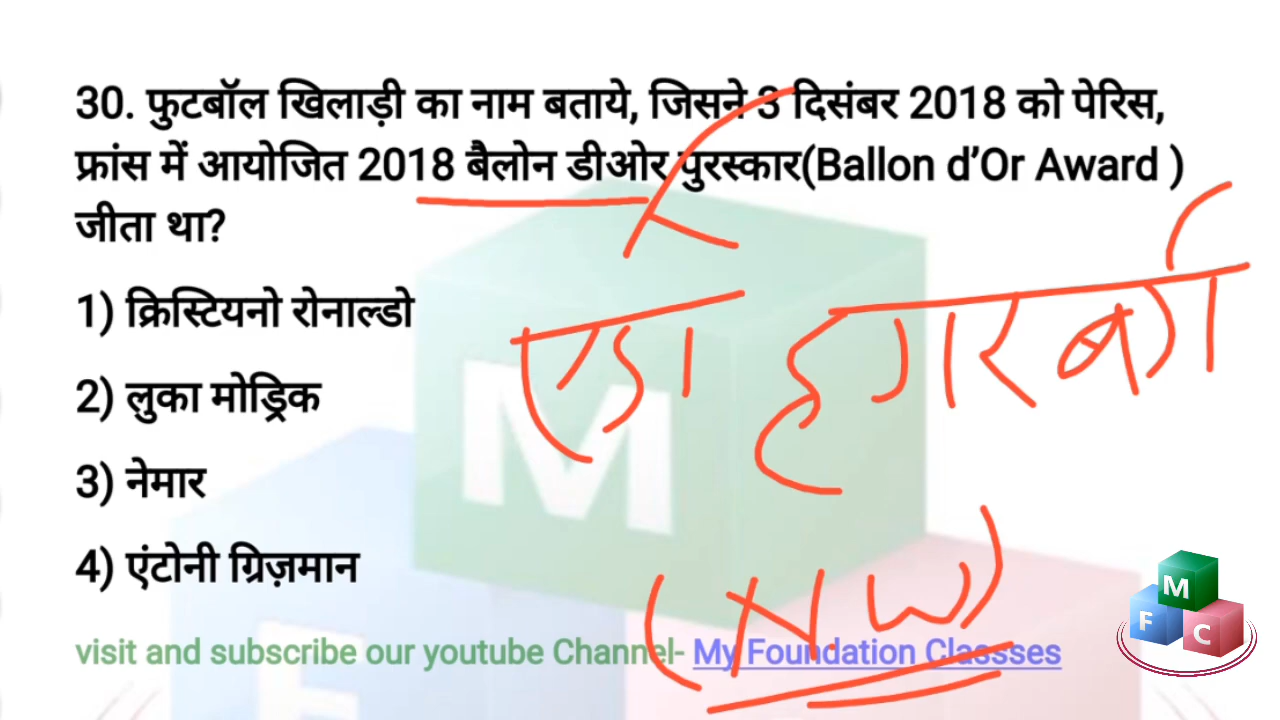 30. फुटबॉल खिलाड़ी का नाम बताये, जिसने 3 दिसंबर 2018 को पेरिस,
फ्रांस में आयोजित 2018 बैलोन डीओर पुरस्कार(Ballon d’Or Award )
जीता था?
1) क्रिस्टियनो रोनाल्डो
एडा हेगरबर्ग
2) लुका मोड्रिक
3) नेमार
4) एंटोनी ग्रिज़मान
(NW)
visit and subscribe our youtube Channel- My Foundation Classses
M
F
C